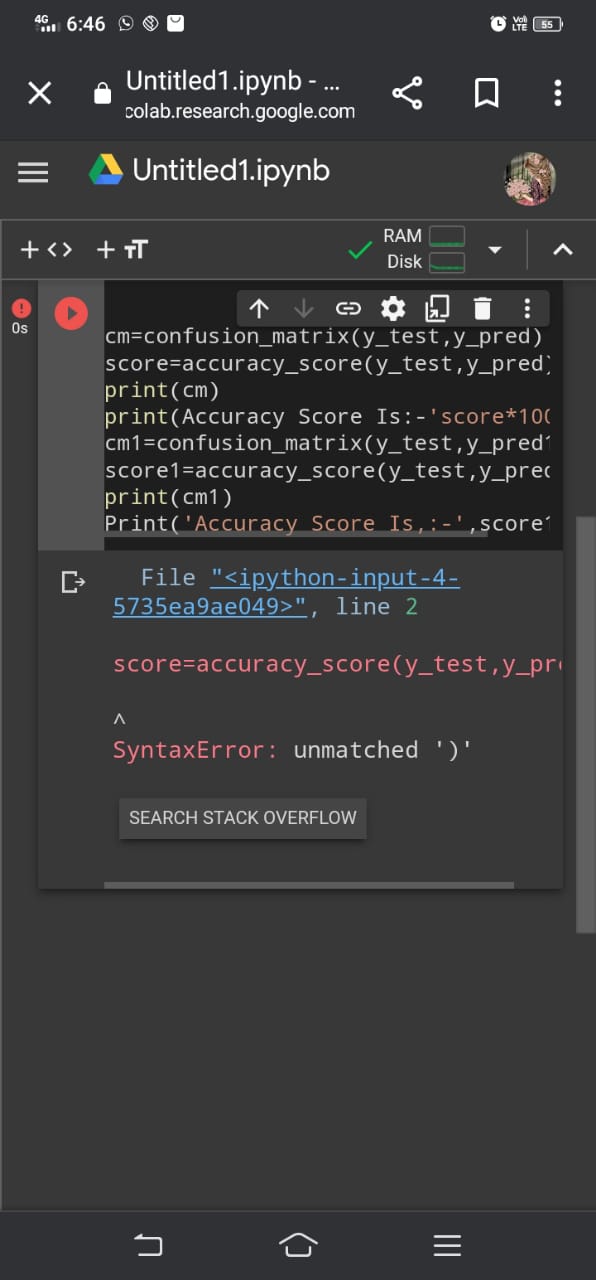 4G 6:46 Vol) LTE 55
Untitled1.ipynb - ...
colab.research.google.com
Untitled1.ipynb
+ <> + TT RAM
Disk
0s
cm=confusion_matrix(y_test,y_pred)
score=accuracy_score(y_test,y_pred)
print(cm)
print(Accuracy Score Is:-'score*100
cm1=confusion_matrix(y_test,y_pred1
score1=accuracy_score(y_test,y_pred
print(cm1)
Print('Accuracy Score Is,:-',score1
File "<ipython-input-4-
5735ea9ae049>", line 2
score=accuracy_score(y_test,y_pre
^
SyntaxError: unmatched ')'
SEARCH STACK OVERFLOW